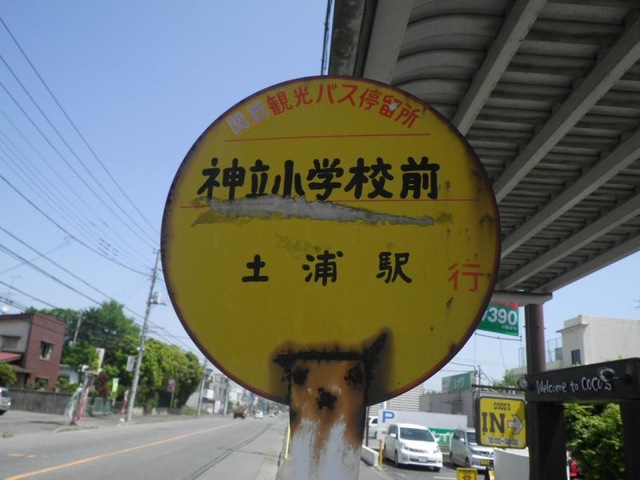 関鉄観光バス停留所
神立小学校前
土浦駅行
390
Welcome to COCO'S
COCO'S
IN
P